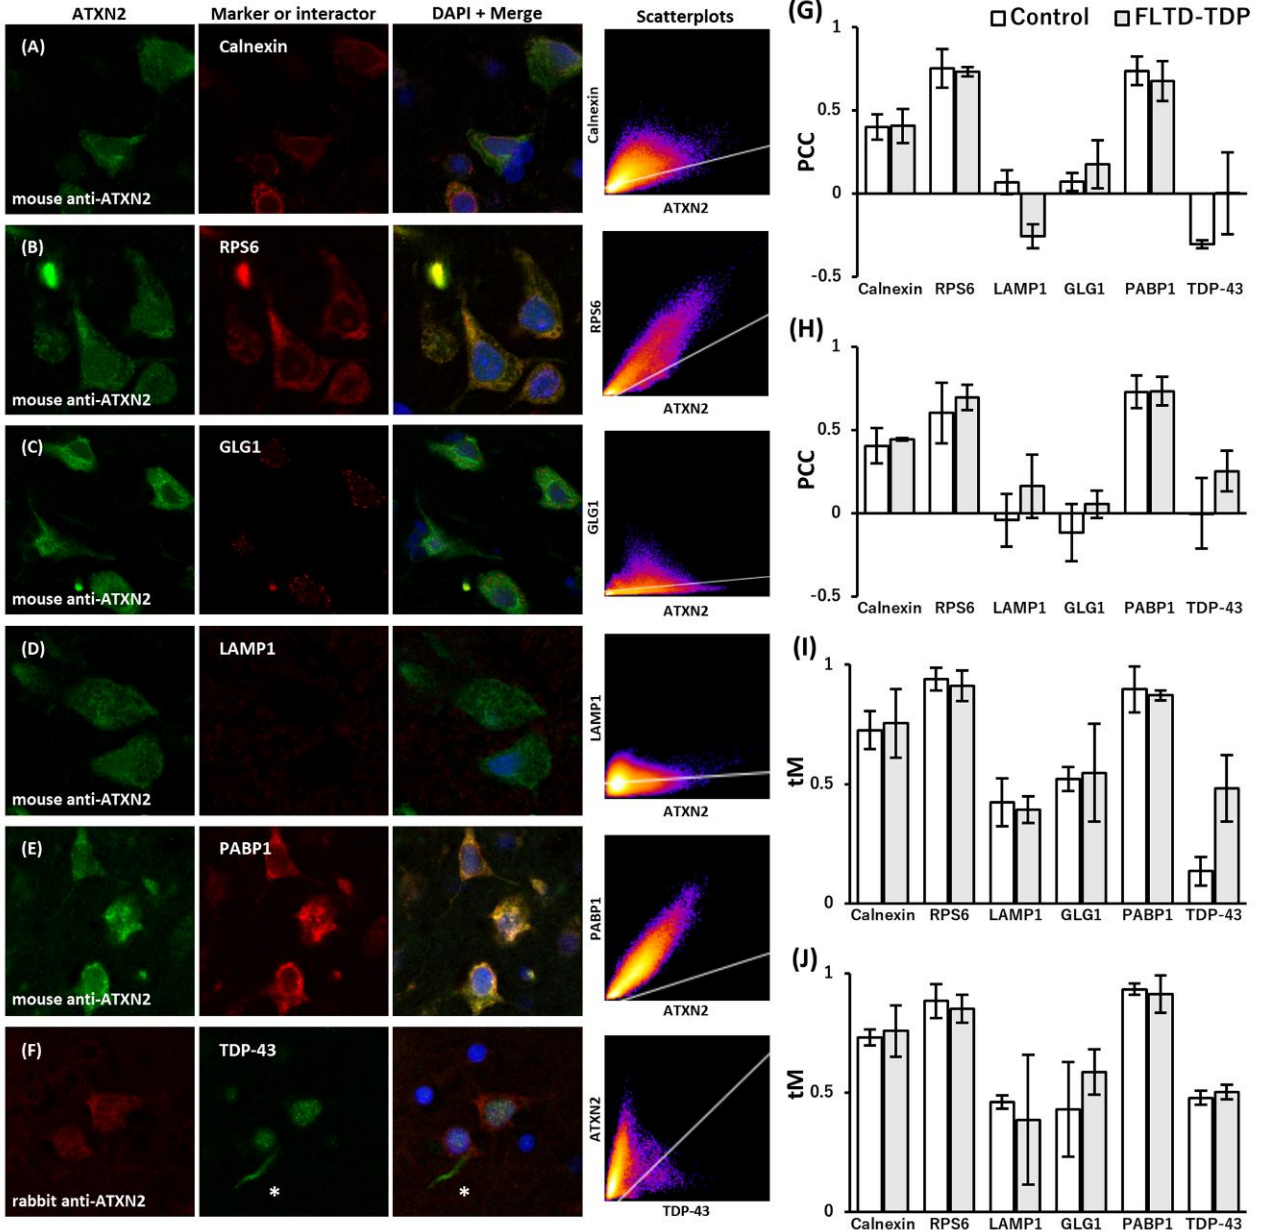 ATXN2 Marker or interactor DAPI + Merge Scatterplots
(A) Calnexin
mouse anti-ATXN2
Calnexin
ATXN2
(B) RPS6
mouse anti-ATXN2
RPS6
ATXN2
(C) GLG1
mouse anti-ATXN2
GLG1
ATXN2
(D) LAMP1
mouse anti-ATXN2
LAMP1
ATXN2
(E) PABP1
mouse anti-ATXN2
PABP1
ATXN2
(F) TDP-43
rabbit anti-ATXN2
* *
ATXN2
TDP-43
(G) Control FLTD-TDP
1
0.5
0
-0.5
PCC
Calnexin RPS6 LAMP1 GLG1 PABP1 TDP-43
(H)
1
0.5
0
-0.5
PCC
Calnexin RPS6 LAMP1 GLG1 PABP1 TDP-43
(I)
1
0.5
0
tM
Calnexin RPS6 LAMP1 GLG1 PABP1 TDP-43
(J)
1
0.5
0
tM
Calnexin RPS6 LAMP1 GLG1 PABP1 TDP-43